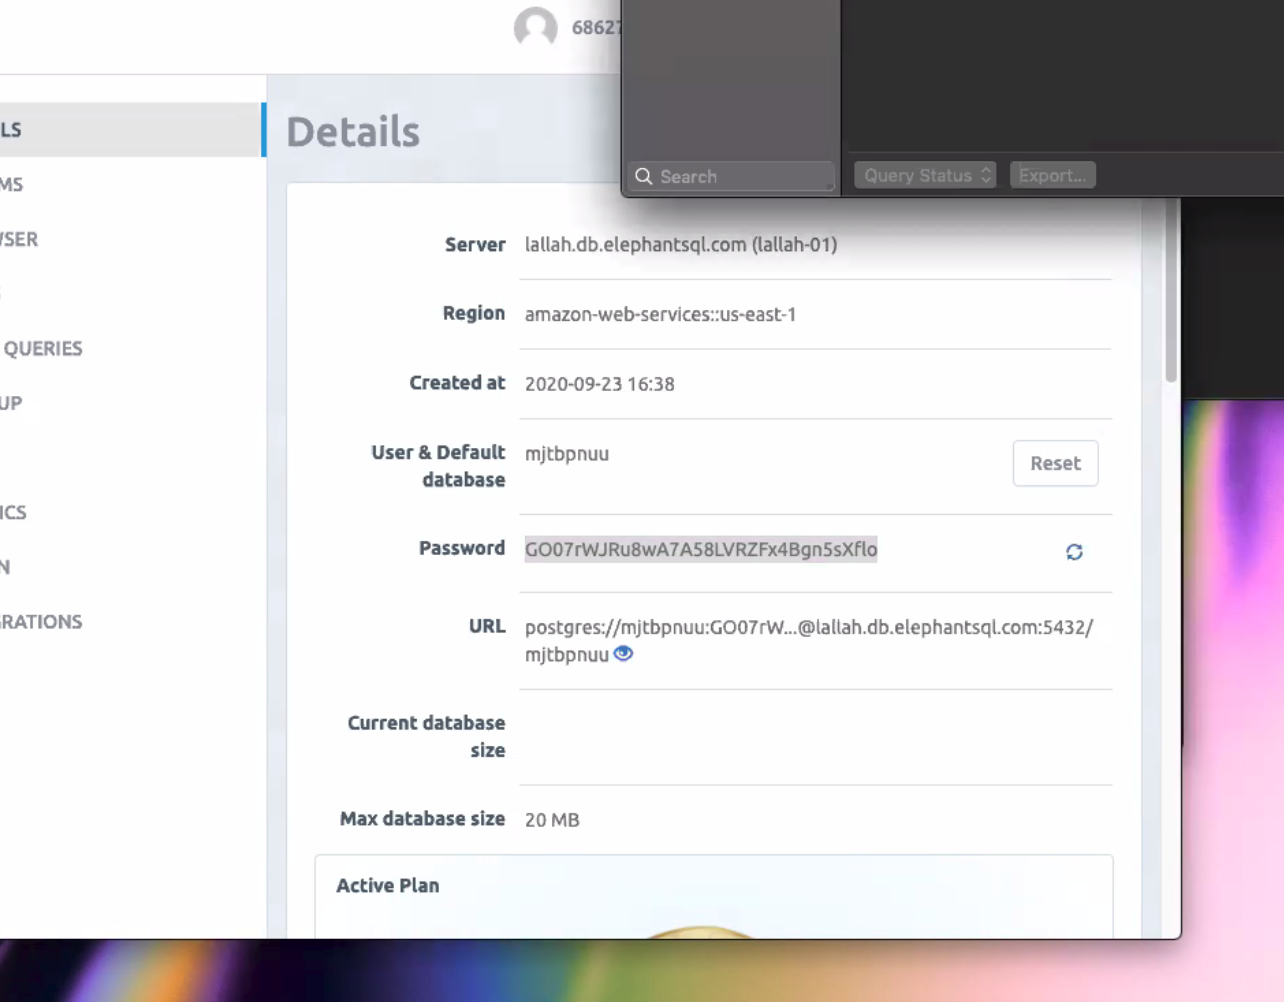 68627
LS
Details
MS
Search
Query Status
Export...
WSER
Server lallah.db.elephantsql.com (lallah-01)
Region amazon-web-services::us-east-1
QUERIES
Created at 2020-09-23 16:38
UP
User & Default
database
mjtbpnuu
Reset
ICS
Password GO07rWJRu8wA7A58LVRZFx4Bgn5sXflo
N
GRATIONS
URL postgres://mjtbpnuu:GO07rW...@lallah.db.elephantsql.com:5432/
mjtbpnuu
Current database
size
Max database size 20 MB
Active Plan